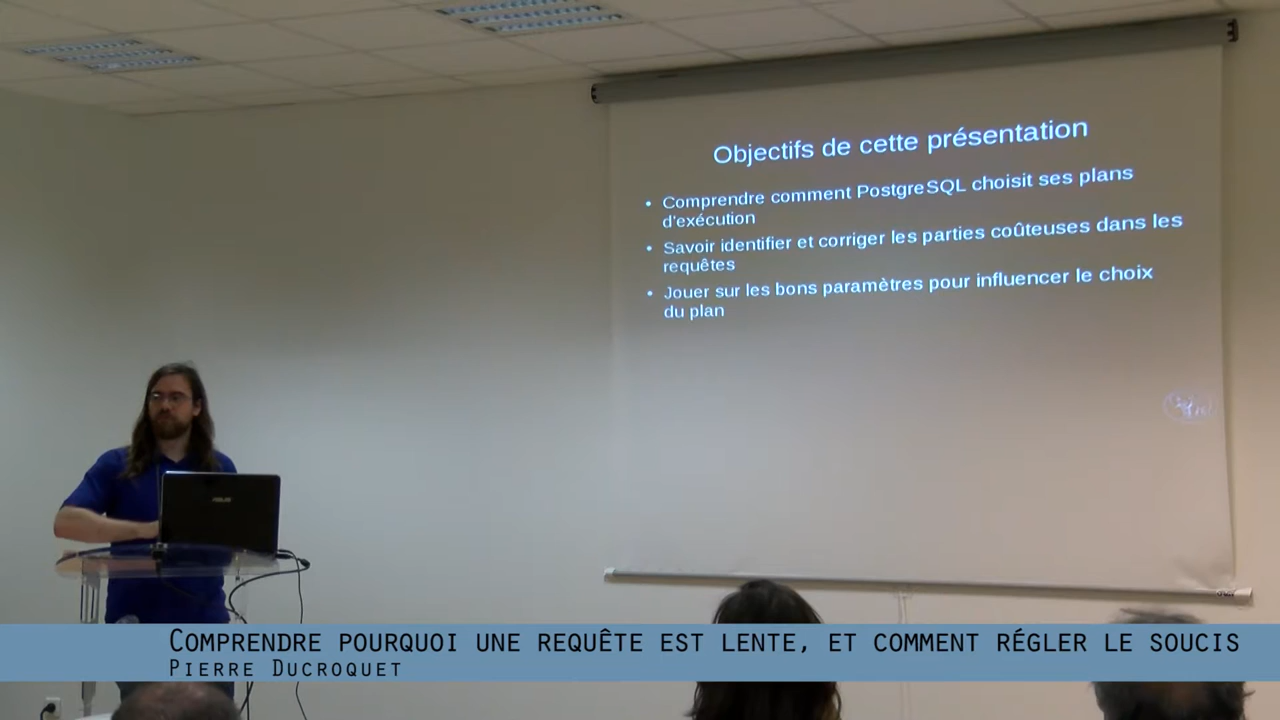 Objectifs de cette présentation
• Comprendre comment PostgreSQL choisit ses plans
d'exécution
• Savoir identifier et corriger les parties coûteuses dans les
requêtes
• Jouer sur les bons paramètres pour influencer le choix
du plan
ASUS
Comprendre pourquoi une requête est lente, et comment régler le soucis
Pierre Ducroquet